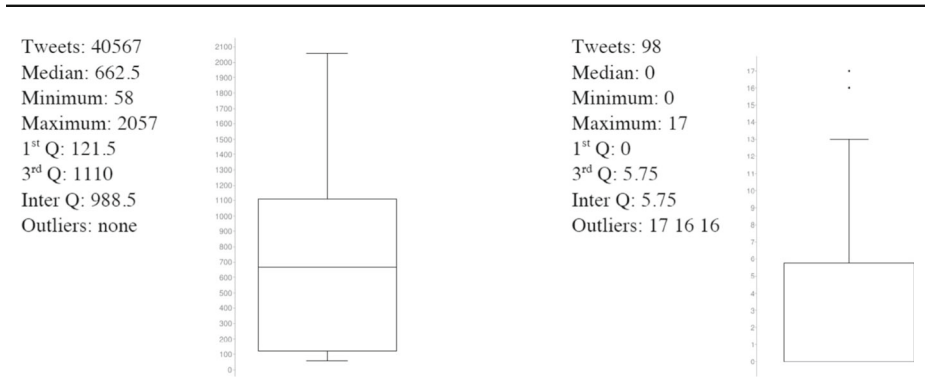 Tweets: 40567
Median: 662.5
Minimum: 58
Maximum: 2057
1st Q: 121.5
3rd Q: 1110
Inter Q: 988.5
Outliers: none
2100
2000
1900
1800
1700
1600
1500
1400
1300
1200
1100
1000
900
800
700
600
500
400
300
200
100
0
Tweets: 98
Median: 0
Minimum: 0
Maximum: 17
1st Q: 0
3rd Q: 5.75
Inter Q: 5.75
Outliers: 17 16 16
17
16
15
14
13
12
11
10
9
8
7
6
5
4
3
2
1
0